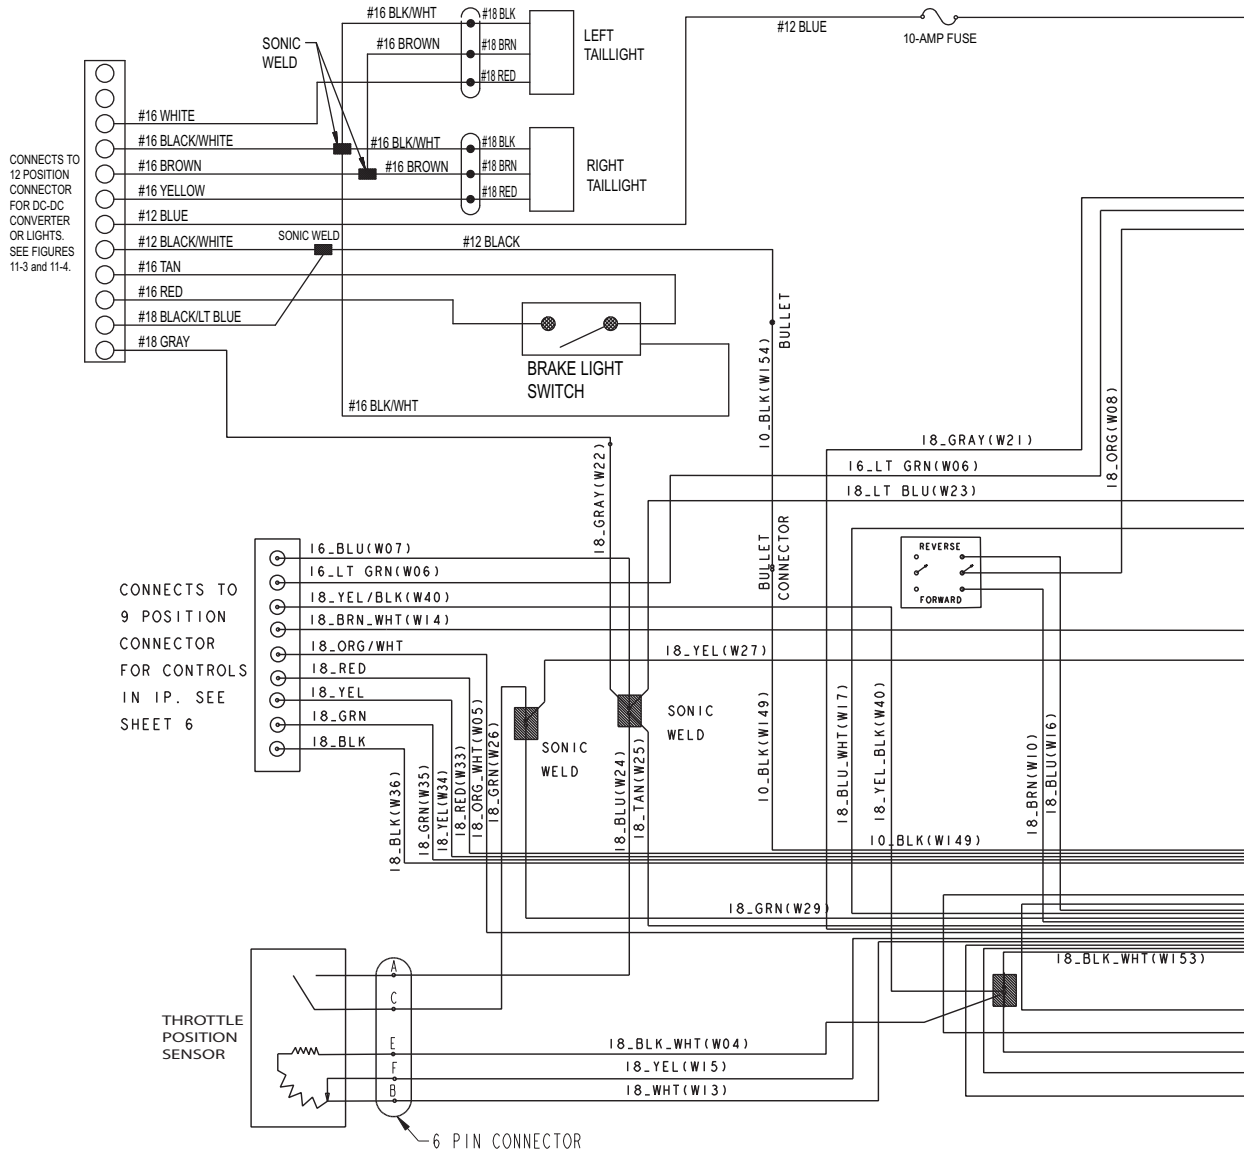 #16 BLK/WHT
#18 BLK
#16 BROWN
#18 BRN
#18 RED
LEFT
TAILLIGHT
#12 BLUE
10-AMP FUSE
SONIC
WELD
#16 WHITE
#16 BLACK/WHITE
#16 BLK/WHT
#18 BLK
#16 BROWN
#16 BROWN
#18 BRN
#16 YELLOW
#18 RED
RIGHT
TAILLIGHT
CONNECTS TO
12 POSITION
CONNECTOR
FOR DC-DC
CONVERTER
OR LIGHTS.
SEE FIGURES
11-3 and 11-4.
#12 BLUE
#12 BLACK/WHITE
SONIC WELD
#12 BLACK
#16 TAN
#16 RED
#18 BLACK/LT BLUE
#18 GRAY
BRAKE LIGHT
SWITCH
#16 BLK/WHT
BULLET
10_BLK(W154)
18_ORG(W08)
18_GRAY(W21)
16_LT GRN(W06)
18_LT BLU(W23)
18_GRAY(W22)
BULLET
CONNECTOR
REVERSE
FORWARD
CONNECTS TO
9 POSITION
CONNECTOR
FOR CONTROLS
IN IP. SEE
SHEET 6
16_BLU(W07)
16_LT GRN(W06)
18_YEL/BLK(W40)
18_BRN_WHT(W14)
18_ORG/WHT
18_RED
18_YEL
18_GRN
18_BLK
18_YEL(W27)
SONIC
WELD
SONIC
WELD
18_BLK(W36)
18_GRN(W35)
18_YEL(W34)
18_RED(W33)
18_ORG_WHT(W05)
18_GRN(W26)
18_BLU(W24)
18_TAN(W25)
10_BLK(W149)
18_BLU_WHT(W17)
18_YEL_BLK(W40)
18_BRN(W10)
18_BLU(W16)
10_BLK(W149)
18_GRN(W29)
18_BLK_WHT(W153)
THROTTLE
POSITION
SENSOR
A
C
E
F
B
18_BLK_WHT(W04)
18_YEL(W15)
18_WHT(W13)
6 PIN CONNECTOR